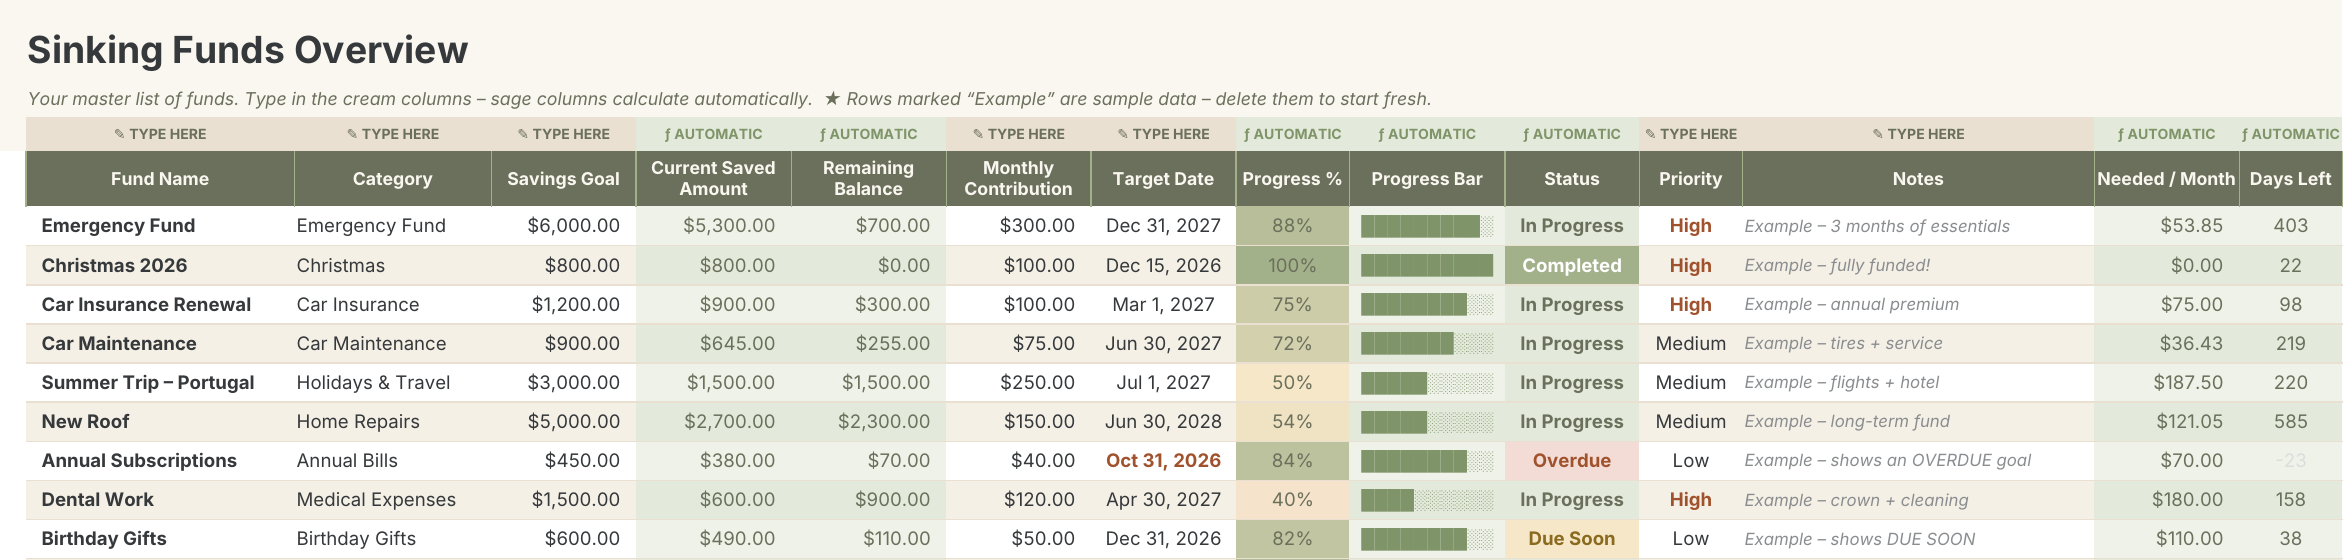 Sinking Funds Overview
Your master list of funds. Type in the cream columns – sage columns calculate automatically. ★ Rows marked “Example” are sample data – delete them to start fresh.
✎ TYPE HERE ✎ TYPE HERE ✎ TYPE HERE ƒ AUTOMATIC ƒ AUTOMATIC ✎ TYPE HERE ✎ TYPE HERE ƒ AUTOMATIC ƒ AUTOMATIC ƒ AUTOMATIC ✎ TYPE HERE ✎ TYPE HERE ƒ AUTOMATIC ƒ AUTOMATIC
Fund Name Category Savings Goal Current Saved Amount Remaining Balance Monthly Contribution Target Date Progress % Progress Bar Status Priority Notes Needed / Month Days Left
Emergency Fund Emergency Fund $6,000.00 $5,300.00 $700.00 $300.00 Dec 31, 2027 88% In Progress High Example – 3 months of essentials $53.85 403
Christmas 2026 Christmas $800.00 $800.00 $0.00 $100.00 Dec 15, 2026 100% Completed High Example – fully funded! $0.00 22
Car Insurance Renewal Car Insurance $1,200.00 $900.00 $300.00 $100.00 Mar 1, 2027 75% In Progress High Example – annual premium $75.00 98
Car Maintenance Car Maintenance $900.00 $645.00 $255.00 $75.00 Jun 30, 2027 72% In Progress Medium Example – tires + service $36.43 219
Summer Trip – Portugal Holidays & Travel $3,000.00 $1,500.00 $1,500.00 $250.00 Jul 1, 2027 50% In Progress Medium Example – flights + hotel $187.50 220
New Roof Home Repairs $5,000.00 $2,700.00 $2,300.00 $150.00 Jun 30, 2028 54% In Progress Medium Example – long-term fund $121.05 585
Annual Subscriptions Annual Bills $450.00 $380.00 $70.00 $40.00 Oct 31, 2026 84% Overdue Low Example – shows an OVERDUE goal $70.00 -23
Dental Work Medical Expenses $1,500.00 $600.00 $900.00 $120.00 Apr 30, 2027 40% In Progress High Example – crown + cleaning $180.00 158
Birthday Gifts Birthday Gifts $600.00 $490.00 $110.00 $50.00 Dec 31, 2026 82% Due Soon Low Example – shows DUE SOON $110.00 38